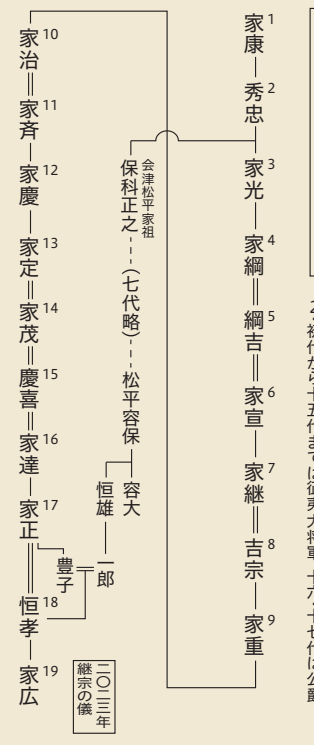 初代から十五代までは征夷大将軍、十六、十七代は公爵
家康1
秀忠2
家光3
家綱4
綱吉5
家宣6
家継7
吉宗8
家重9
会津松平家祖
保科正之
(七代略)
松平容保
容大
恒雄
一郎
豊子
家治10
家斉11
家慶12
家定13
家茂14
慶喜15
家達16
家正17
恒孝18
家広19
二〇二三年
継宗の儀